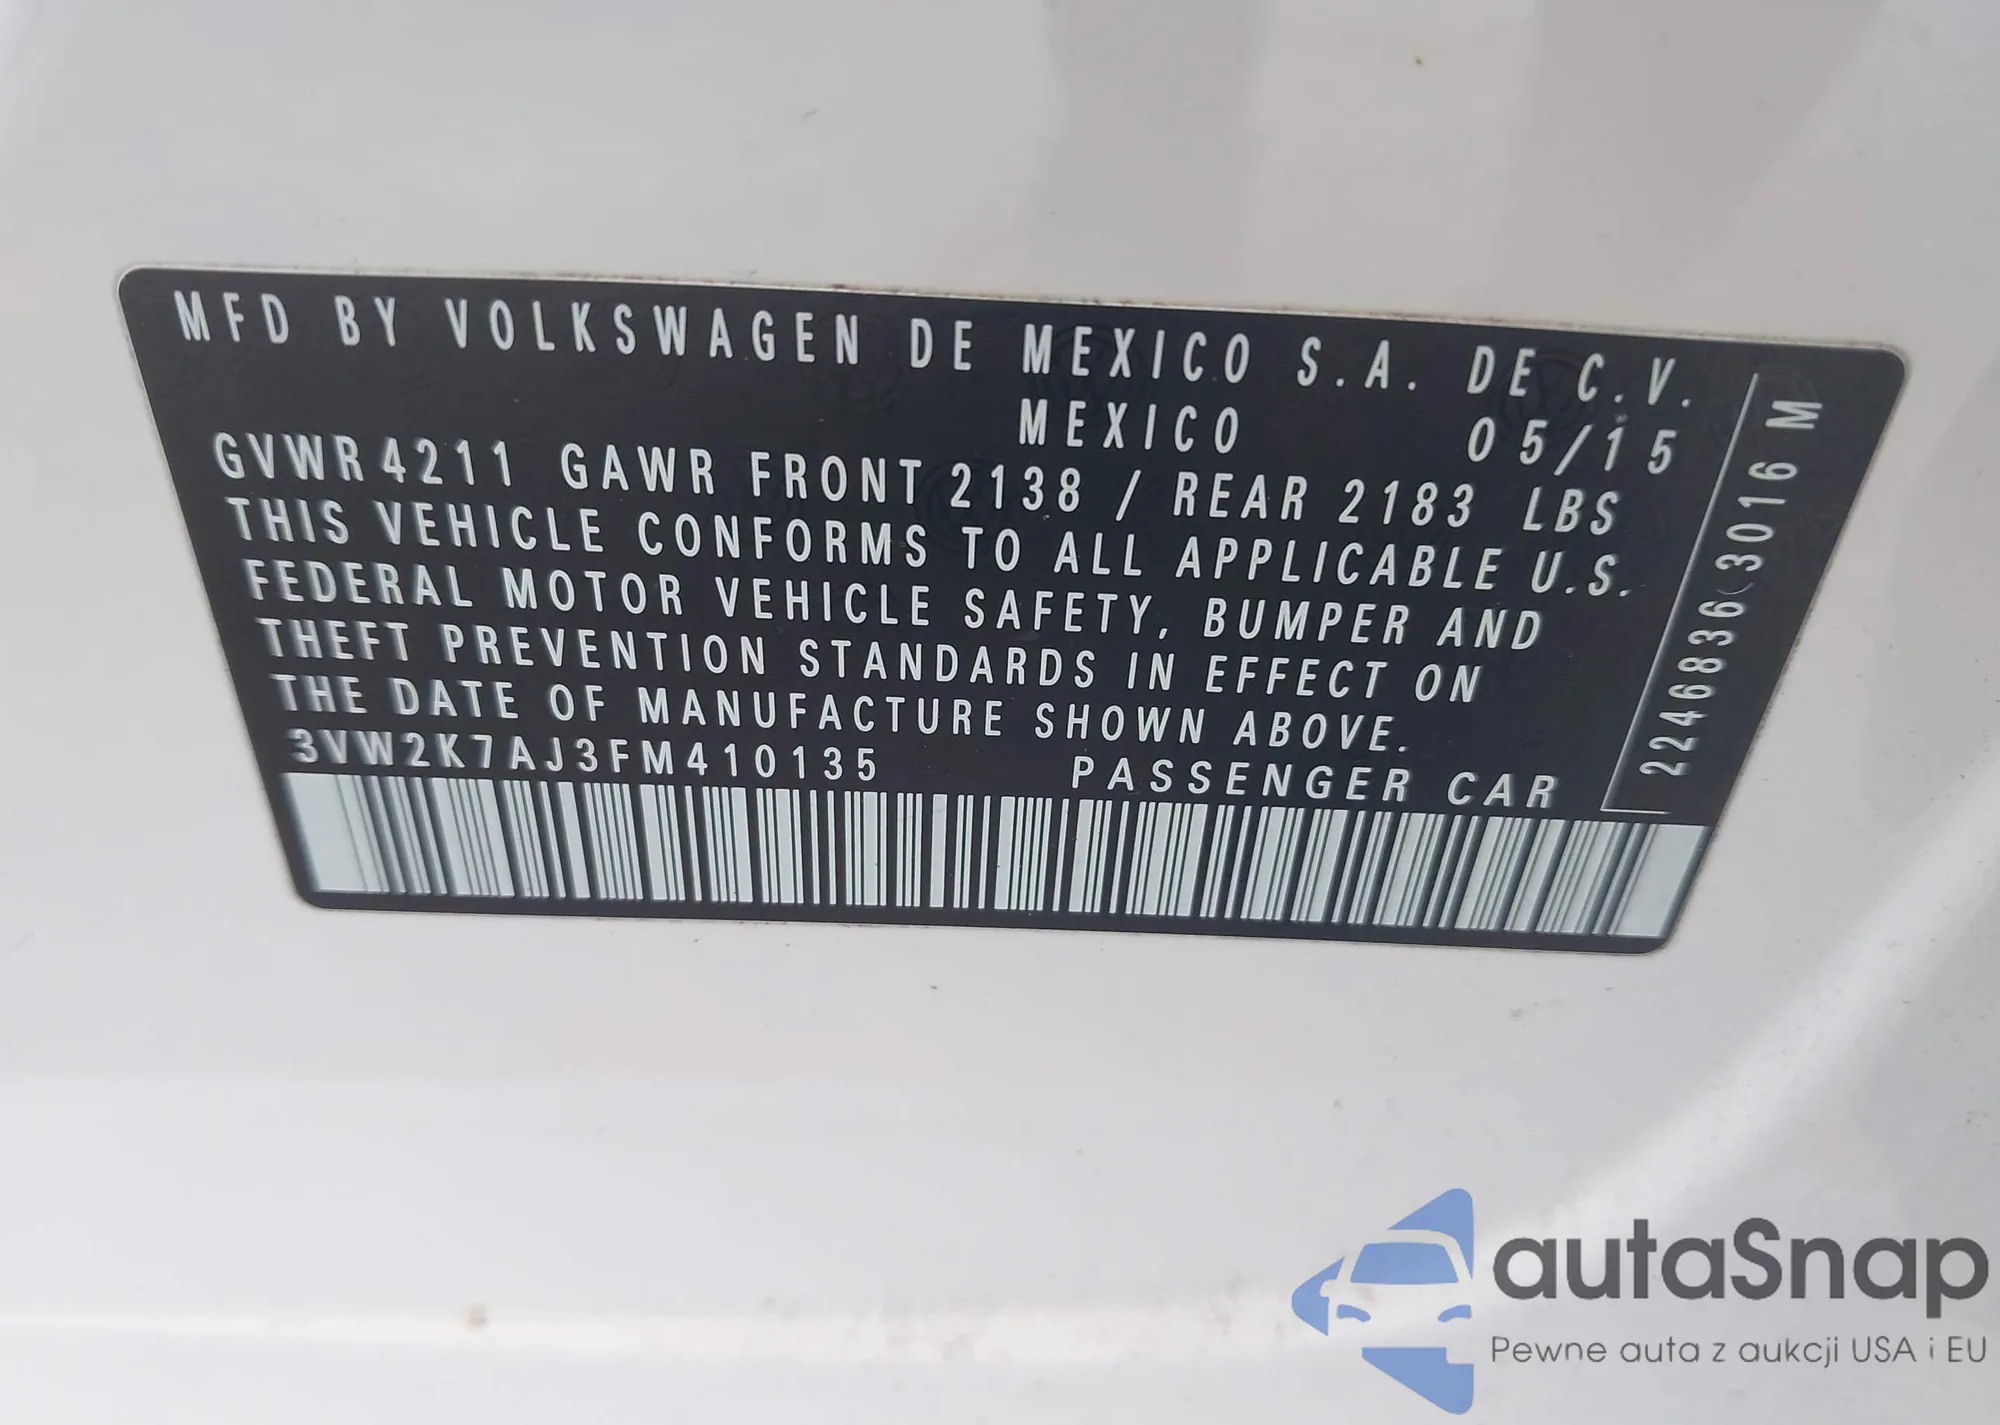 MFD BY VOLKSWAGEN DE MEXICO S.A. DE C.V.
MEXICO 05/15
GVWR 4211 GAWR FRONT 2138 / REAR 2183 LBS
THIS VEHICLE CONFORMS TO ALL APPLICABLE U.S.
FEDERAL MOTOR VEHICLE SAFETY, BUMPER AND
THEFT PREVENTION STANDARDS IN EFFECT ON
THE DATE OF MANUFACTURE SHOWN ABOVE.
3VW2K7AJ3FM410135 PASSENGER CAR
2246836 3016 M
autaSnap
Pewne auta z aukcji USA i EU